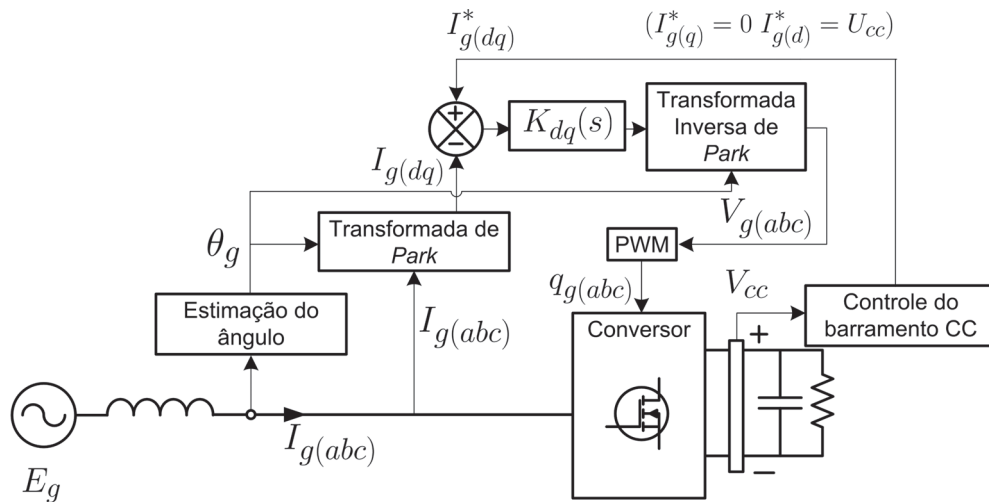 I*g(dq)
(I*g(q) = 0 I*g(d) = Ucc)
+
Kdq(s)
Transformada
Inversa de
Park
−
Ig(dq)
θg
Transformada de
Park
Vg(abc)
PWM
qg(abc)
Vcc
Estimação do
ângulo
Ig(abc)
Conversor
+
Controle do
barramento CC
Ig(abc)
−
Eg